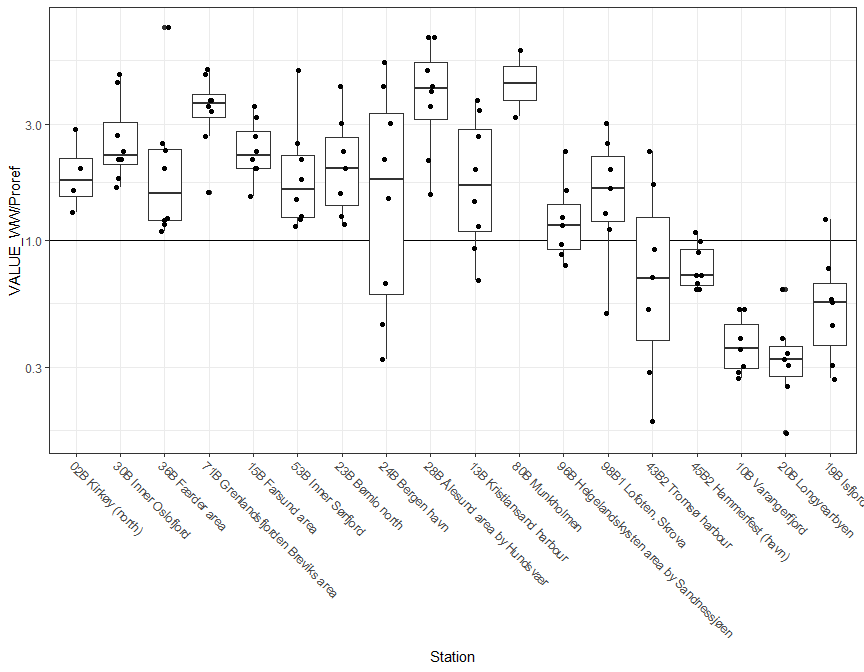 VALUE_WW/Proref
3.0
1.0
0.3
02B Kirkøy (north)
30B Inner Oslofjord
36B Færder area
71B Grenlandsfjorden Breviks area
15B Farsund area
53B Inner Sørfjord
23B Bømlo north
24B Bergen havn
28B Ålesund area by Hundsvær
13B Kristiansand harbour
80B Munkholmen
96B Helgelandskysten area by Sandnessjøen
98B1 Lofoten, Skrova
43B2 Tromsø harbour
45B2 Hammerfest (havn)
10B Varangerfjord
20B Longyearbyen
19B Isfjord
Station